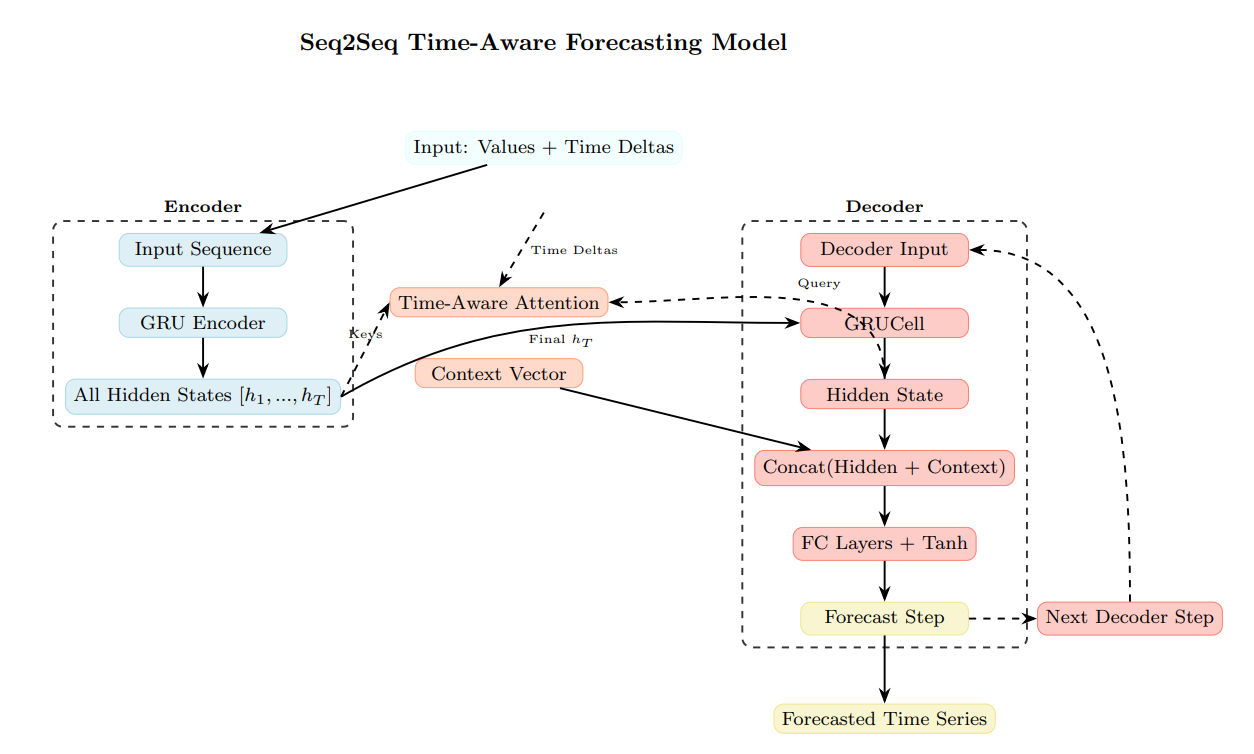 Seq2Seq Time-Aware Forecasting Model
Input: Values + Time Deltas
Encoder
Decoder
Input Sequence
Decoder Input
Time Deltas
Query
Time-Aware Attention
GRU Encoder
GRUCell
Keys
Final $h_T$
Context Vector
All Hidden States $[h_1, ..., h_T]$
Hidden State
Concat(Hidden + Context)
FC Layers + Tanh
Forecast Step
Next Decoder Step
Forecasted Time Series